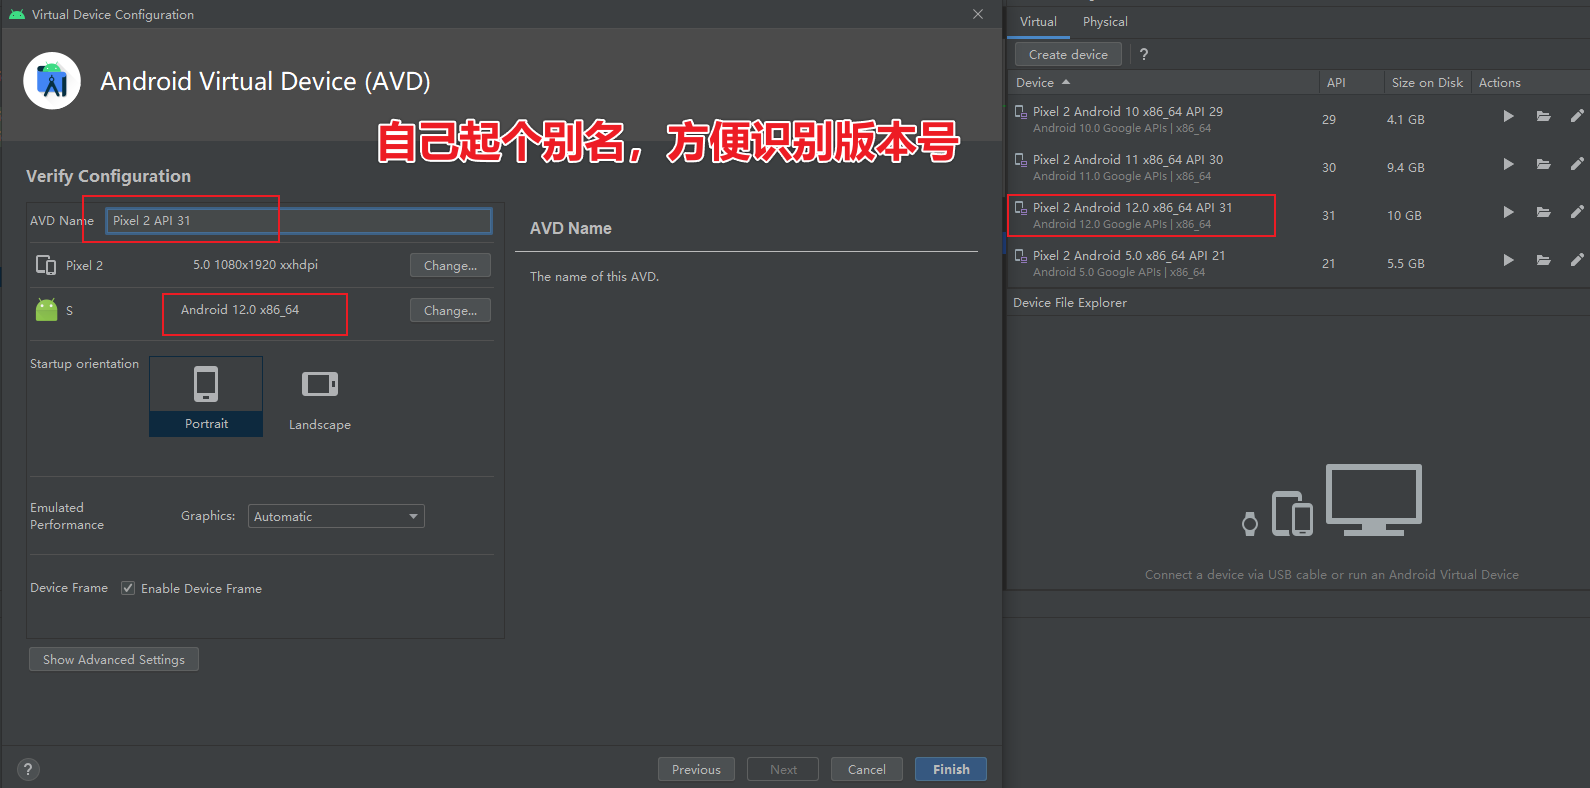 Virtual Device Configuration
Android Virtual Device (AVD)
自己起个别名，方便识别版本号
Verify Configuration
AVD Name Pixel 2 API 31
Pixel 2 5.0 1080x1920 xxhdpi Change...
S Android 12.0 x86_64 Change...
Startup orientation
Portrait Landscape
Emulated
Performance
Graphics: Automatic
Device Frame Enable Device Frame
Show Advanced Settings
AVD Name
The name of this AVD.
? Previous Next Cancel Finish
Virtual Physical
Create device ?
Device API Size on Disk Actions
Pixel 2 Android 10 x86_64 API 29
Android 10.0 Google APIs | x86_64
29 4.1 GB
Pixel 2 Android 11 x86_64 API 30
Android 11.0 Google APIs | x86_64
30 9.4 GB
Pixel 2 Android 12.0 x86_64 API 31
Android 12.0 Google APIs | x86_64
31 10 GB
Pixel 2 Android 5.0 x86_64 API 21
Android 5.0 Google APIs | x86_64
21 5.5 GB
Device File Explorer
Connect a device via USB cable or run an Android Virtual Device